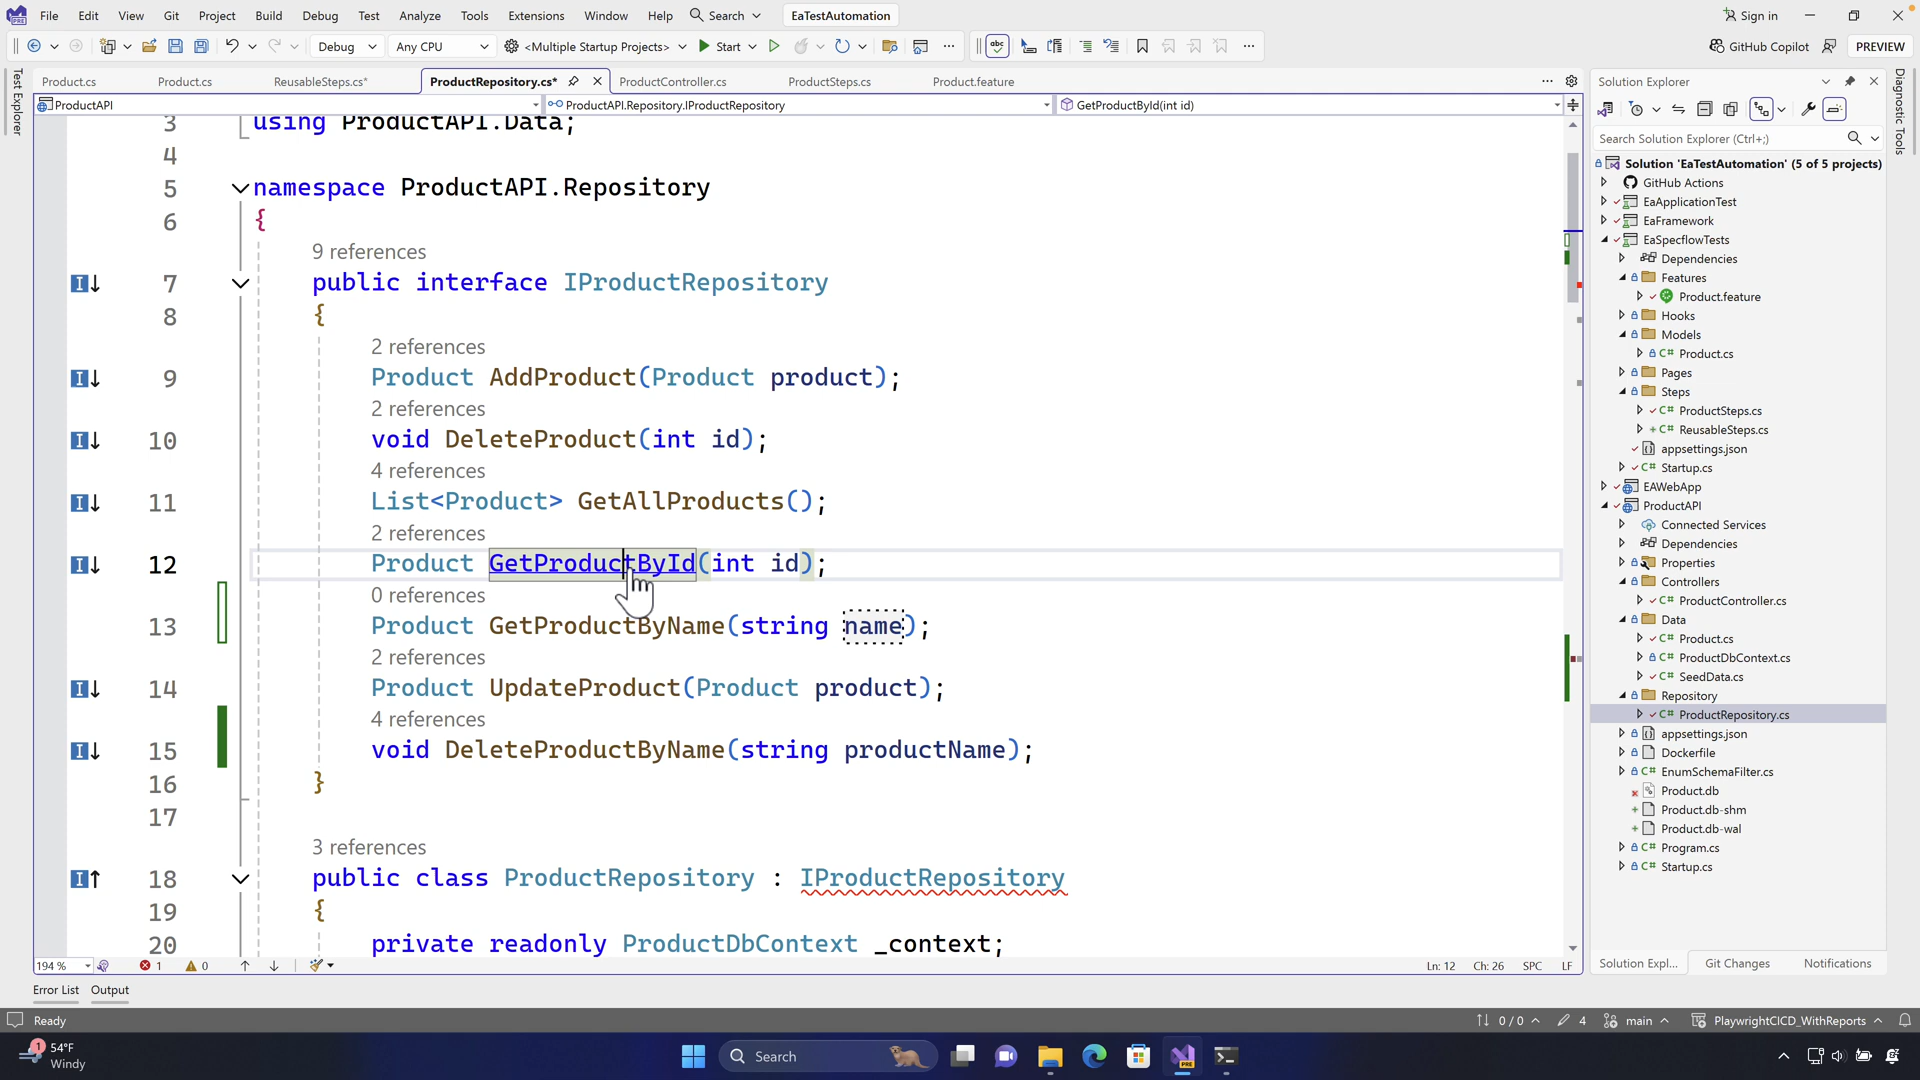 File Edit View Git Project Build Debug Test Analyze Tools Extensions Window Help Search EaTestAutomation Sign in
Debug Any CPU <Multiple Startup Projects> Start GitHub Copilot PREVIEW
Product.cs Product.cs ReusableSteps.cs* ProductRepository.cs* ProductController.cs ProductSteps.cs Product.feature
ProductAPI ProductAPI.Repository.IProductRepository GetProductById(int id)
Test Explorer
3 using ProductAPI.Data;
4
5 namespace ProductAPI.Repository
6 {
9 references
7 public interface IProductRepository
8 {
2 references
9 Product AddProduct(Product product);
2 references
10 void DeleteProduct(int id);
4 references
11 List<Product> GetAllProducts();
2 references
12 Product GetProductById(int id);
0 references
13 Product GetProductByName(string name);
2 references
14 Product UpdateProduct(Product product);
4 references
15 void DeleteProductByName(string productName);
16 }
17
3 references
18 public class ProductRepository : IProductRepository
19 {
20 private readonly ProductDbContext _context;
194 % 1 0 Ln: 12 Ch: 26 SPC LF
Solution Explorer
Search Solution Explorer (Ctrl+;)
Solution 'EaTestAutomation' (5 of 5 projects)
GitHub Actions
EaApplicationTest
EaFramework
EaSpecflowTests
Dependencies
Features
Product.feature
Hooks
Models
C# Product.cs
Pages
Steps
C# ProductSteps.cs
C# ReusableSteps.cs
appsettings.json
C# Startup.cs
EAWebApp
ProductAPI
Connected Services
Dependencies
Properties
Controllers
C# ProductController.cs
Data
C# Product.cs
C# ProductDbContext.cs
C# SeedData.cs
Repository
C# ProductRepository.cs
appsettings.json
Dockerfile
C# EnumSchemaFilter.cs
Product.db
Product.db-shm
Product.db-wal
C# Program.cs
C# Startup.cs
Solution Expl... Git Changes Notifications
Diagnostic Tools
Error List Output
Ready 0 / 0 4 main PlaywrightCICD_WithReports
1 54°F
Windy
Search